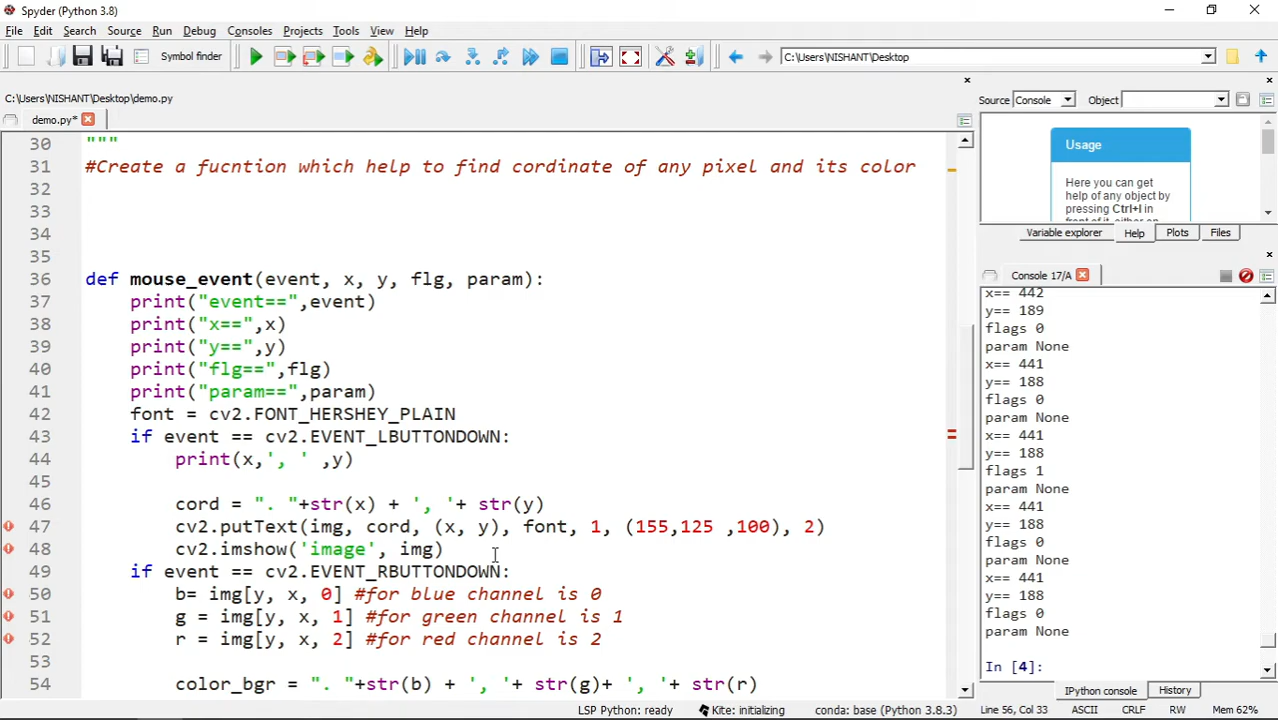 Spyder (Python 3.8)
File Edit Search Source Run Debug Consoles Projects Tools View Help
Symbol finder
C:\Users\NISHANT\Desktop
C:\Users\NISHANT\Desktop\demo.py
demo.py*
30 """
31 #Create a fucntion which help to find cordinate of any pixel and its color
32
33
34
35
36 def mouse_event(event, x, y, flg, param):
37 print("event==",event)
38 print("x==",x)
39 print("y==",y)
40 print("flg==",flg)
41 print("param==",param)
42 font = cv2.FONT_HERSHEY_PLAIN
43 if event == cv2.EVENT_LBUTTONDOWN:
44 print(x,', ' ,y)
45
46 cord = ". "+str(x) + ', '+ str(y)
47 cv2.putText(img, cord, (x, y), font, 1, (155,125 ,100), 2)
48 cv2.imshow('image', img)
49 if event == cv2.EVENT_RBUTTONDOWN:
50 b= img[y, x, 0] #for blue channel is 0
51 g = img[y, x, 1] #for green channel is 1
52 r = img[y, x, 2] #for red channel is 2
53
54 color_bgr = ". "+str(b) + ', '+ str(g)+ ', '+ str(r)
Source Console Object
Usage
Here you can get
help of any object by
pressing Ctrl+I in
front of it, either on
Variable explorer Help Plots Files
Console 17/A
x== 442
y== 189
flags 0
param None
x== 441
y== 188
flags 0
param None
x== 441
y== 188
flags 1
param None
x== 441
y== 188
flags 0
param None
x== 441
y== 188
flags 0
param None
In [4]:
IPython console History
LSP Python: ready Kite: initializing conda: base (Python 3.8.3) Line 56, Col 33 ASCII CRLF RW Mem 62%